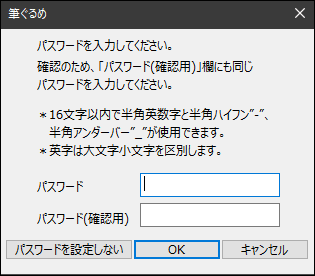 筆ぐるめ
パスワードを入力してください。
確認のため、「パスワード(確認用)」欄にも同じ
パスワードを入力してください。
＊16文字以内で半角英数字と半角ハイフン"-"、
半角アンダーバー"_"が使用できます。
＊英字は大文字小文字を区別します。
パスワード
パスワード(確認用)
パスワードを設定しない
OK
キャンセル